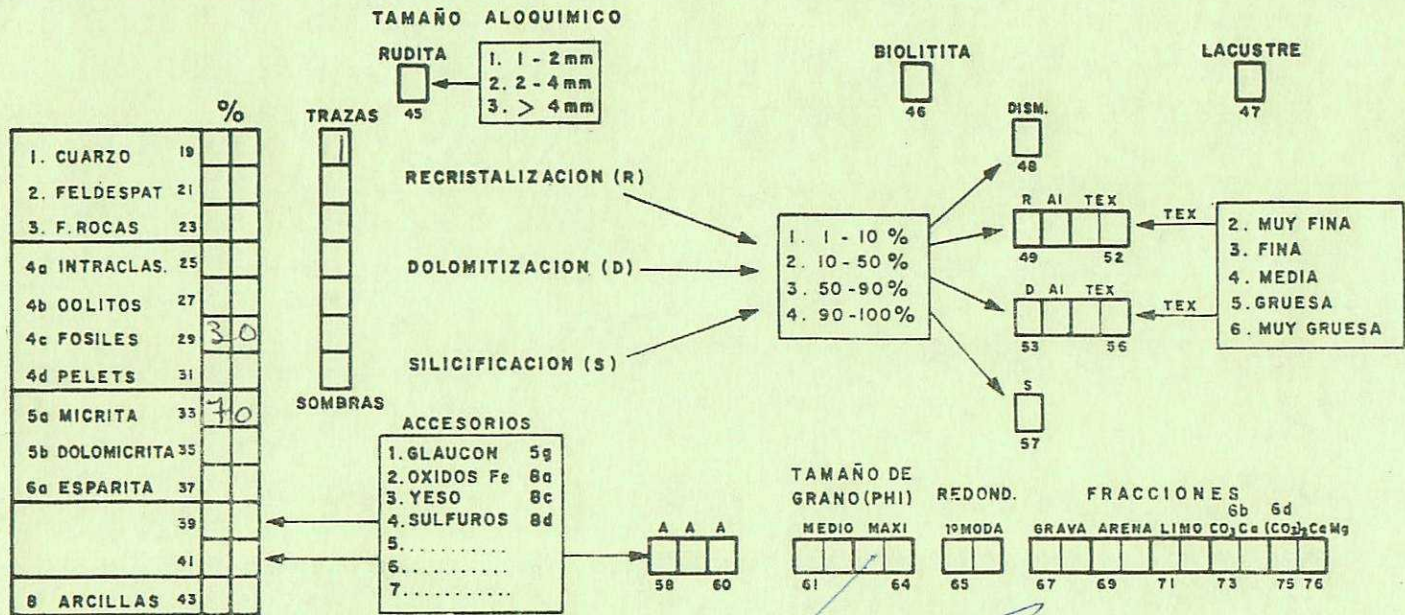 TAMAÑO ALOQUIMICO
RUDITA
1. 1 - 2 mm
2. 2 - 4 mm
3. > 4 mm
45
BIOLITITA
46
LACUSTRE
47
%
1. CUARZO 19
2. FELDESPAT 21
3. F. ROCAS 23
4a INTRACLAS. 25
4b OOLITOS 27
4c FOSILES 29 30
4d PELETS 31
5a MICRITA 33 70
5b DOLOMICRITA 35
6a ESPARITA 37
39
41
8 ARCILLAS 43
TRAZAS
1
SOMBRAS
RECRISTALIZACION (R)
DOLOMITIZACION (D)
SILICIFICACION (S)
1. 1 - 10 %
2. 10 - 50 %
3. 50 - 90 %
4. 90 - 100 %
DISM.
48
R AI TEX
49 52
D AI TEX
53 56
S
57
TEX
TEX
2. MUY FINA
3. FINA
4. MEDIA
5. GRUESA
6. MUY GRUESA
ACCESORIOS
1. GLAUCON 5g
2. OXIDOS Fe 8a
3. YESO 8c
4. SULFUROS 8d
5. ..........
6. ..........
7. ..........
A A A
58 60
TAMAÑO DE
GRANO (PHI)
MEDIO MAXI
61 64
REDOND.
1ª MODA
65
FRACCIONES
6b 6d
GRAVA ARENA LIMO CO3Ca (CO3)2CaMg
67 69 71 73 75 76